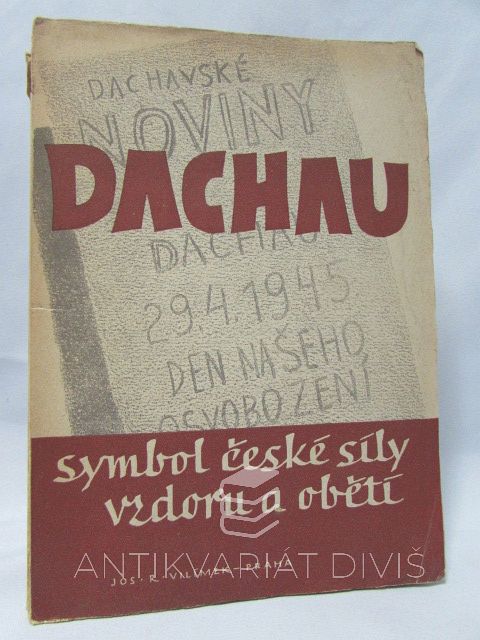 DACHAVSKÉ
NOVINY
DACHAU
DACHAU
29.4.1945
DEN NAŠEHO
OSVOBOZENÍ
symbol české síly
vzdoru a obětí
ANTIKVARIÁT DIVIŠ
JOS. R. VILÍMEK - PRAHA